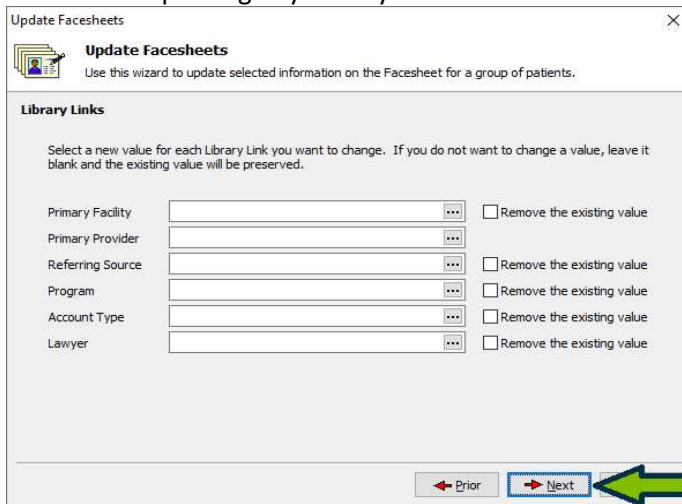 Update Facesheets
Update Facesheets
Use this wizard to update selected information on the Facesheet for a group of patients.
Library Links
Select a new value for each Library Link you want to change. If you do not want to change a value, leave it
blank and the existing value will be preserved.
Primary Facility ... Remove the existing value
Primary Provider ...
Referring Source ... Remove the existing value
Program ... Remove the existing value
Account Type ... Remove the existing value
Lawyer ... Remove the existing value
Prior Next